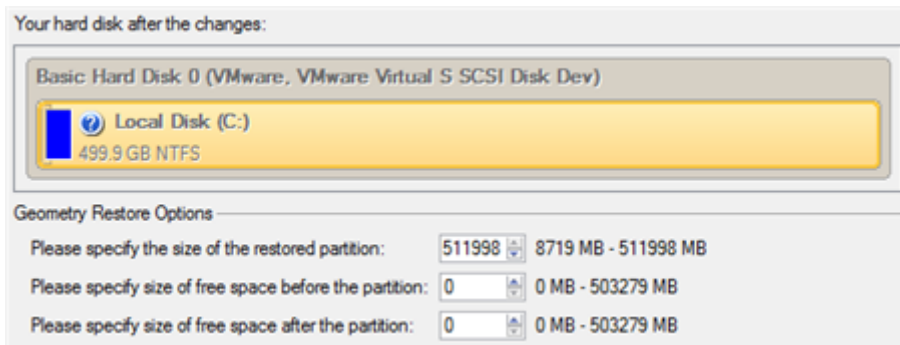 Your hard disk after the changes:
Basic Hard Disk 0 (VMware, VMware Virtual S SCSI Disk Dev)
Local Disk (C:)
499.9 GB NTFS
Geometry Restore Options
Please specify the size of the restored partition: 511998 8719 MB - 511998 MB
Please specify size of free space before the partition: 0 0 MB - 503279 MB
Please specify size of free space after the partition: 0 0 MB - 503279 MB